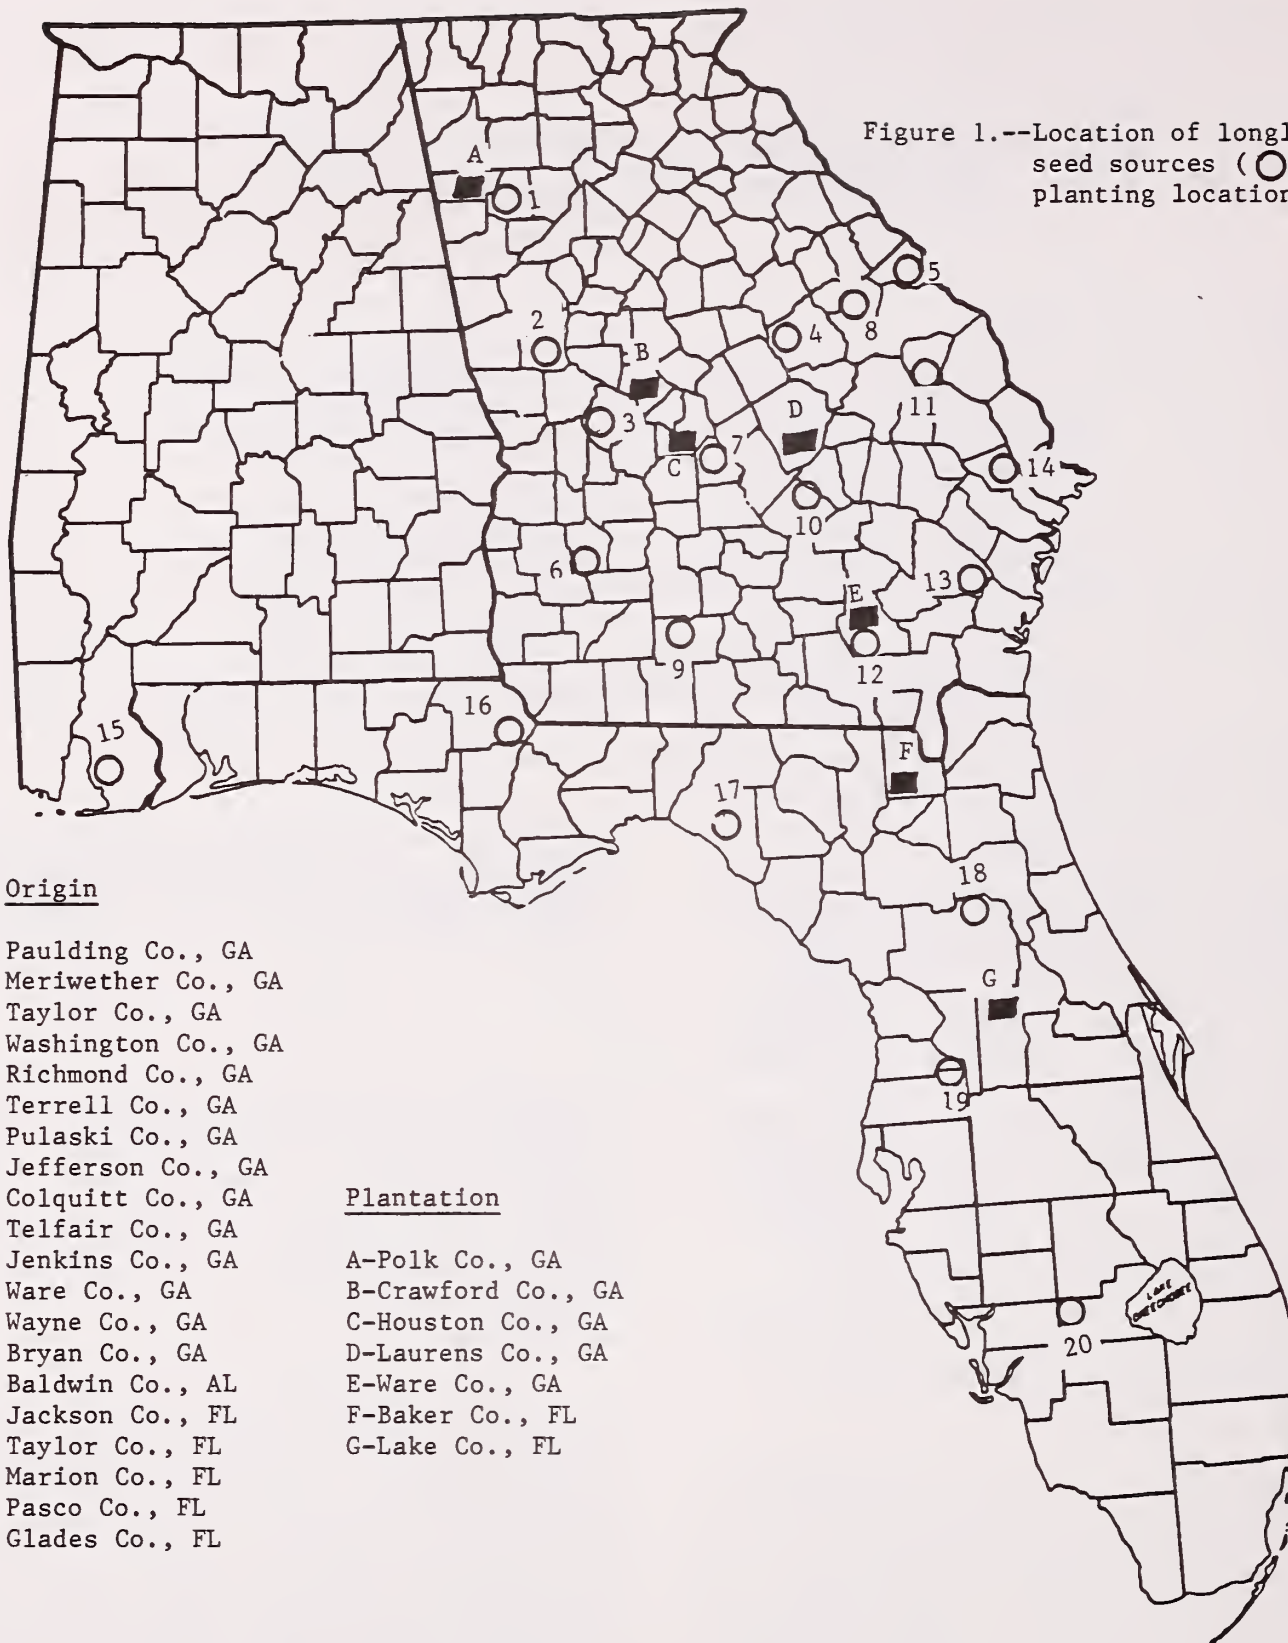 Figure 1.--Location of longl
seed sources (O
planting location
A
1
5
2
4
8
B
3
D
11
C
7
14
10
6
13
E
9
12
16
15
F
17
18
G
19
LAKE
OKEECHOBEE
20
Origin
Paulding Co., GA
Meriwether Co., GA
Taylor Co., GA
Washington Co., GA
Richmond Co., GA
Terrell Co., GA
Pulaski Co., GA
Jefferson Co., GA
Colquitt Co., GA
Telfair Co., GA
Jenkins Co., GA
Ware Co., GA
Wayne Co., GA
Bryan Co., GA
Baldwin Co., AL
Jackson Co., FL
Taylor Co., FL
Marion Co., FL
Pasco Co., FL
Glades Co., FL
Plantation
A-Polk Co., GA
B-Crawford Co., GA
C-Houston Co., GA
D-Laurens Co., GA
E-Ware Co., GA
F-Baker Co., FL
G-Lake Co., FL